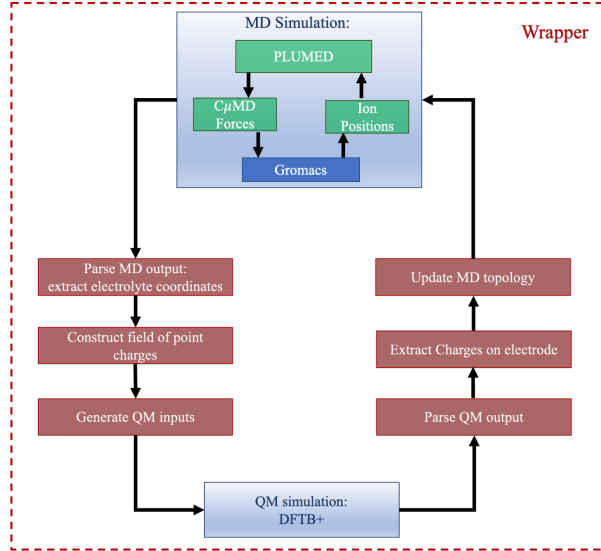 MD Simulation:
Wrapper
PLUMED
CμMD
Forces
Ion
Positions
Gromacs
Parse MD output:
extract electrolyte coordinates
Construct field of point
charges
Generate QM inputs
QM simulation:
DFTB+
Parse QM output
Extract Charges on electrode
Update MD topology